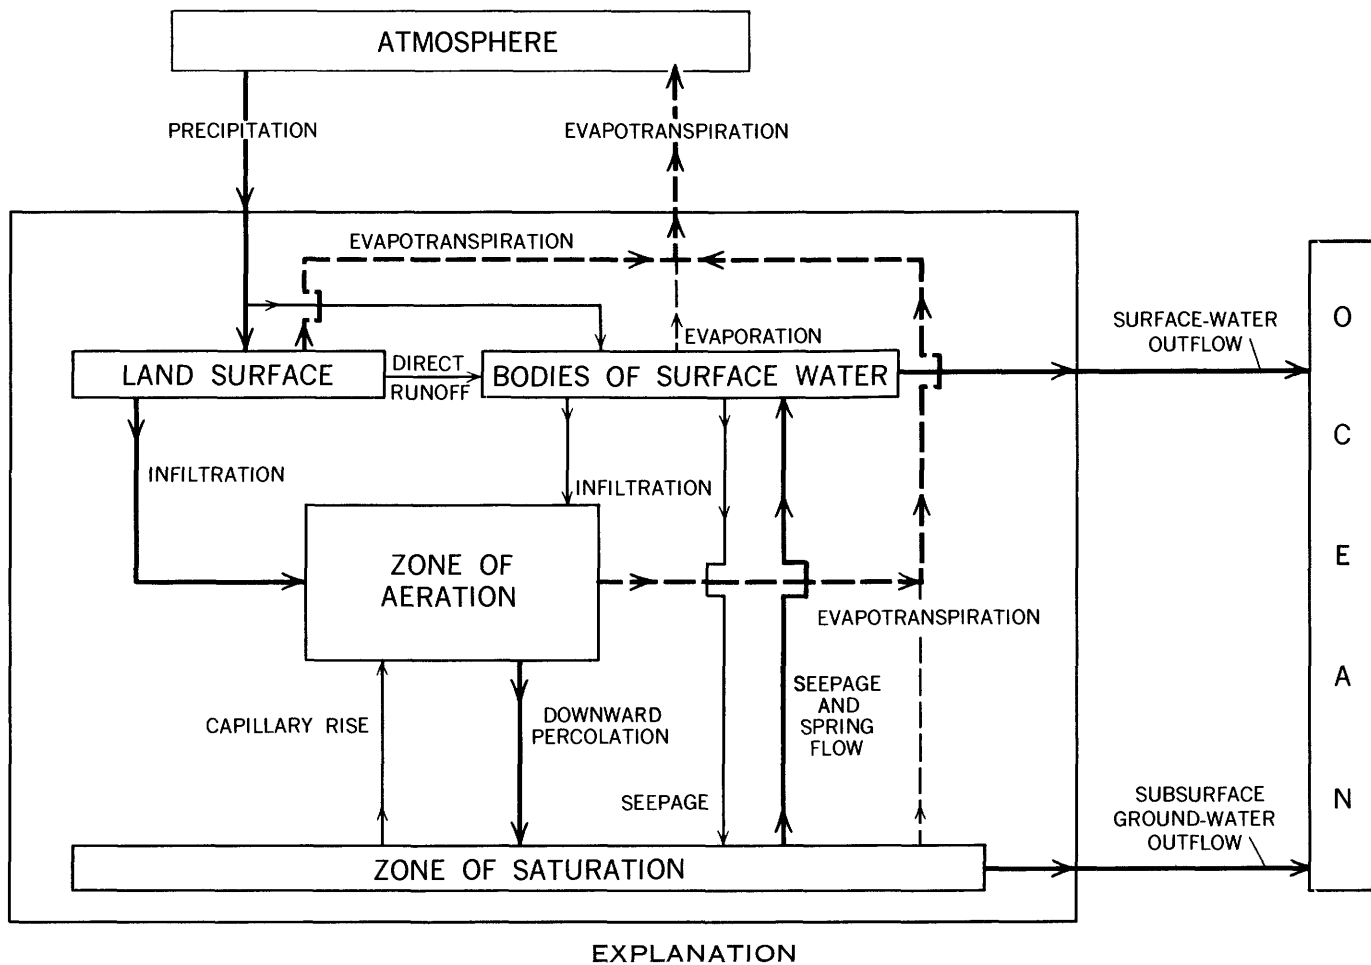 ATMOSPHERE
PRECIPITATION
EVAPOTRANSPIRATION
EVAPOTRANSPIRATION
EVAPORATION
LAND SURFACE
DIRECT
RUNOFF
BODIES OF SURFACE WATER
SURFACE-WATER
OUTFLOW
INFILTRATION
INFILTRATION
ZONE OF
AERATION
EVAPOTRANSPIRATION
CAPILLARY RISE
DOWNWARD
PERCOLATION
SEEPAGE
SEEPAGE
AND
SPRING
FLOW
SUBSURFACE
GROUND-WATER
OUTFLOW
ZONE OF SATURATION
O
C
E
A
N
EXPLANATION